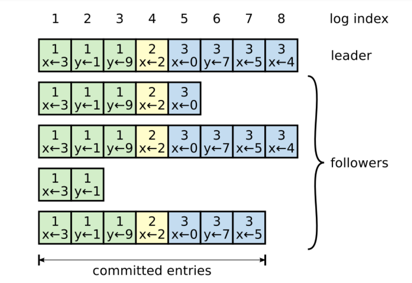 1 2 3 4 5 6 7 8 log index
1 1 1 2 3 3 3 3
x←3 y←1 y←9 x←2 x←0 y←7 x←5 x←4 leader
1 1 1 2 3
x←3 y←1 y←9 x←2 x←0
1 1 1 2 3 3 3 3
x←3 y←1 y←9 x←2 x←0 y←7 x←5 x←4
followers
1 1
x←3 y←1
1 1 1 2 3 3 3
x←3 y←1 y←9 x←2 x←0 y←7 x←5
committed entries